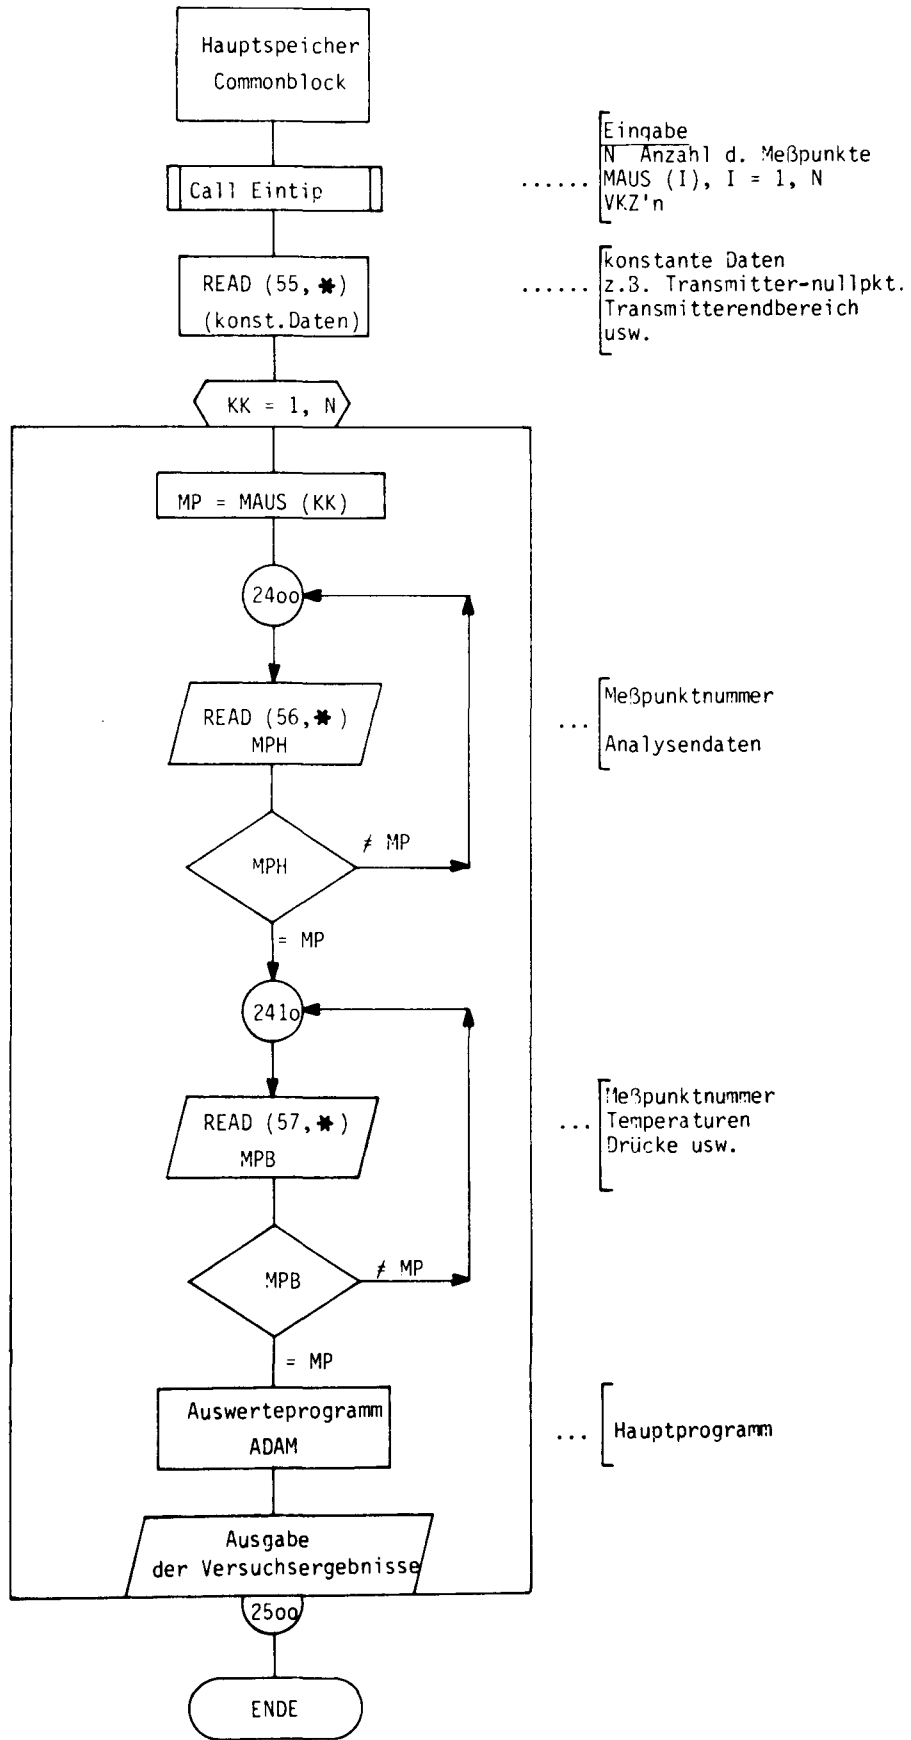 Hauptspeicher
Commonblock
Call Eintip
...... Eingabe
N Anzahl d. Meßpunkte
MAUS (I), I = 1, N
VKZ'n
READ (55,*)
(konst.Daten)
...... konstante Daten
z.B. Transmitter-nullpkt.
Transmitterendbereich
usw.
KK = 1, N
MP = MAUS (KK)
24oo
READ (56,*)
MPH
... Meßpunktnummer
Analysendaten
MPH
≠ MP
= MP
241o
READ (57,*)
MPB
... Meßpunktnummer
Temperaturen
Drücke usw.
MPB
≠ MP
= MP
Auswerteprogramm
ADAM
... Hauptprogramm
Ausgabe
der Versuchsergebnisse
25oo
ENDE